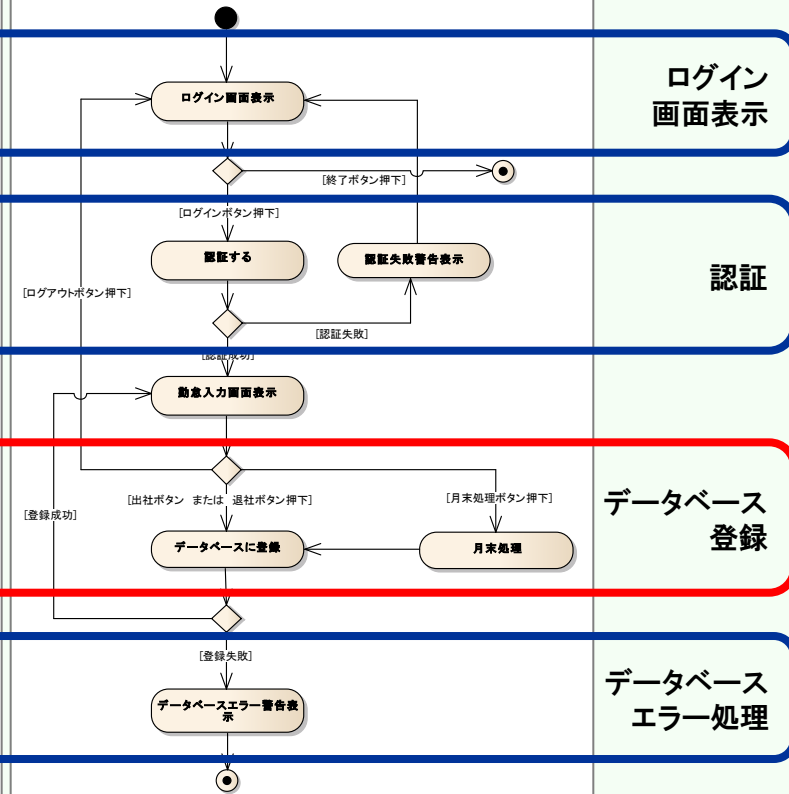 ログイン
画面表示
ログイン画面表示
[終了ボタン押下]
[ログインボタン押下]
認証する
認証失敗警告表示
認証
[ログアウトボタン押下]
[認証失敗]
[認証成功]
勤怠入力画面表示
[出社ボタン または 退社ボタン押下]
[月末処理ボタン押下]
データベース
登録
[登録成功]
データベースに登録
月末処理
[登録失敗]
データベース
エラー処理
データベースエラー警告表
示